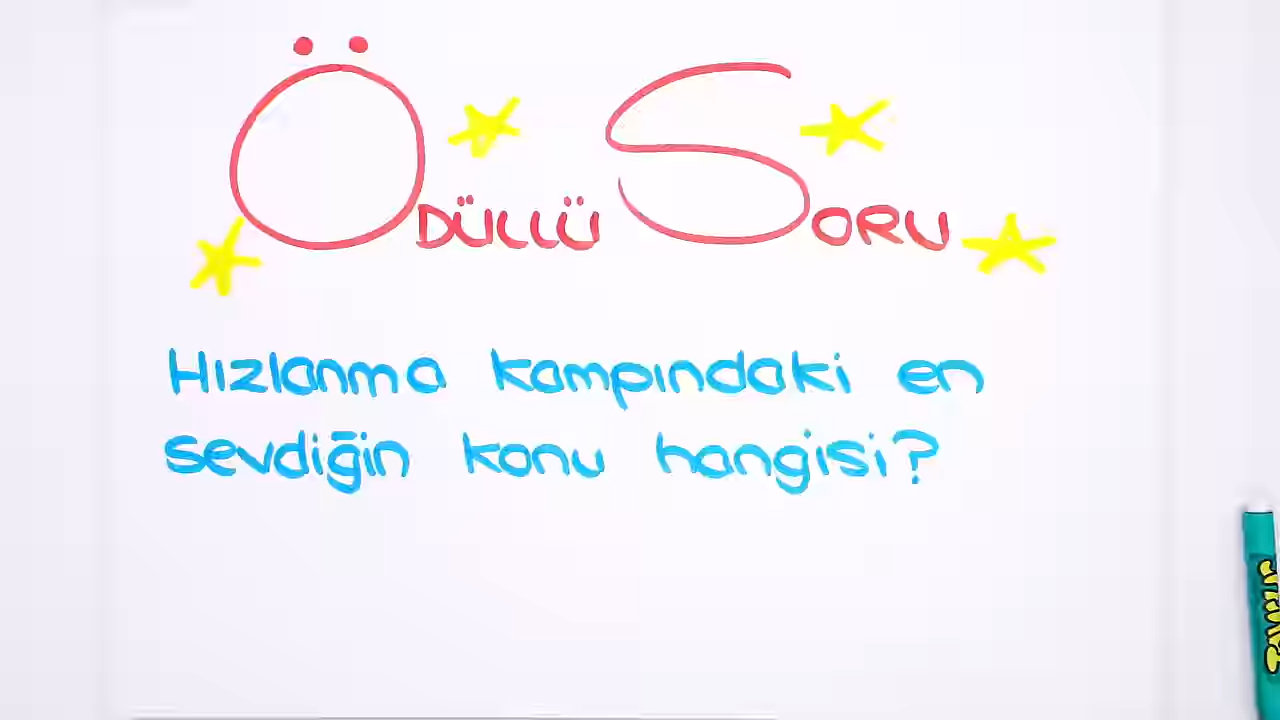 ÖDÜLLÜ SORU
Hızlanma kampındaki en
sevdiğin konu hangisi?